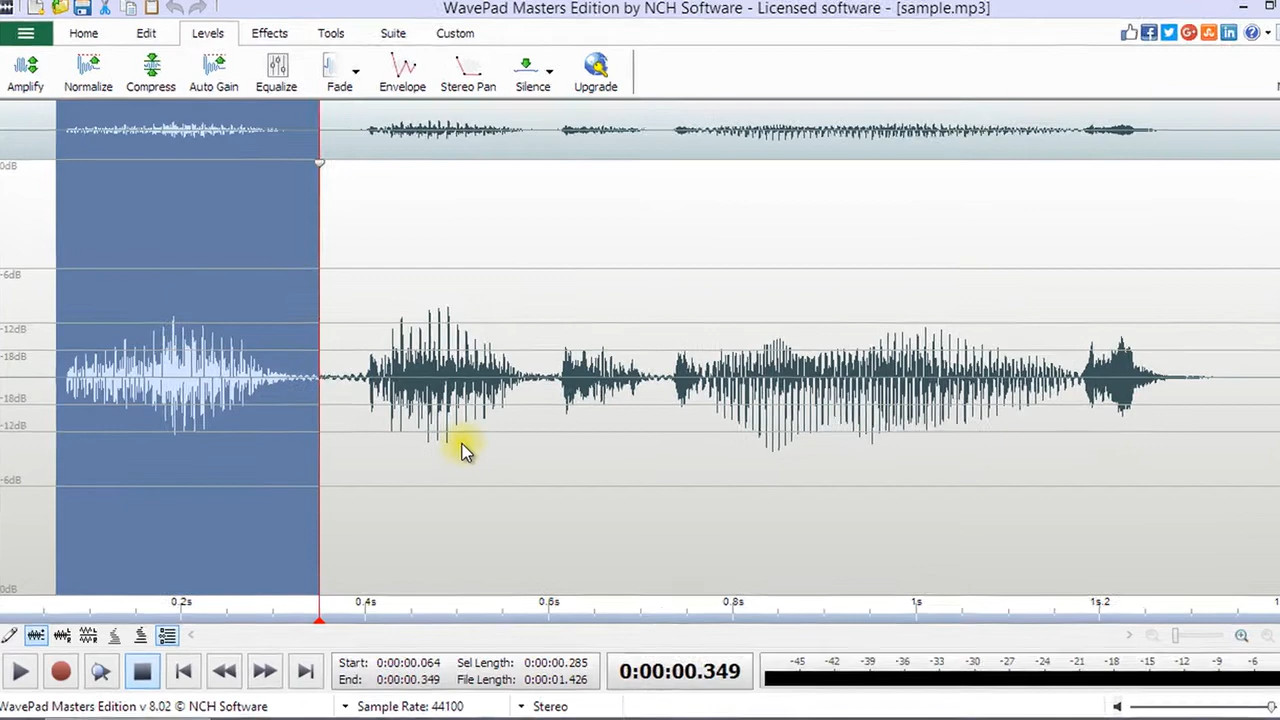 WavePad Masters Edition by NCH Software - Licensed software - [sample.mp3]
Home Edit Levels Effects Tools Suite Custom
Amplify Normalize Compress Auto Gain Equalize Fade Envelope Stereo Pan Silence Upgrade
0dB
-6dB
-12dB
-18dB
-18dB
-12dB
-6dB
0dB
0.2s 0.4s 0.6s 0.8s 1s 1s.2
Start: 0:00:00.064 Sel Length: 0:00:00.285
End: 0:00:00.349 File Length: 0:00:01.426
0:00:00.349
-45 -42 -39 -36 -33 -30 -27 -24 -21 -18 -15 -12 -9 -6
WavePad Masters Edition v 8.02 © NCH Software Sample Rate: 44100 Stereo